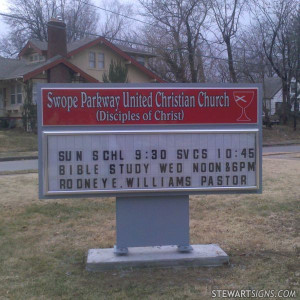 Swope Parkway United Christian Church
(Disciples of Christ)
SUN SCHL 9:30 SVCS 10:45
BIBLE STUDY WED NOON&6PM
RODNEYE.WILLIAMS PASTOR
STEWARTSIGNS.COM